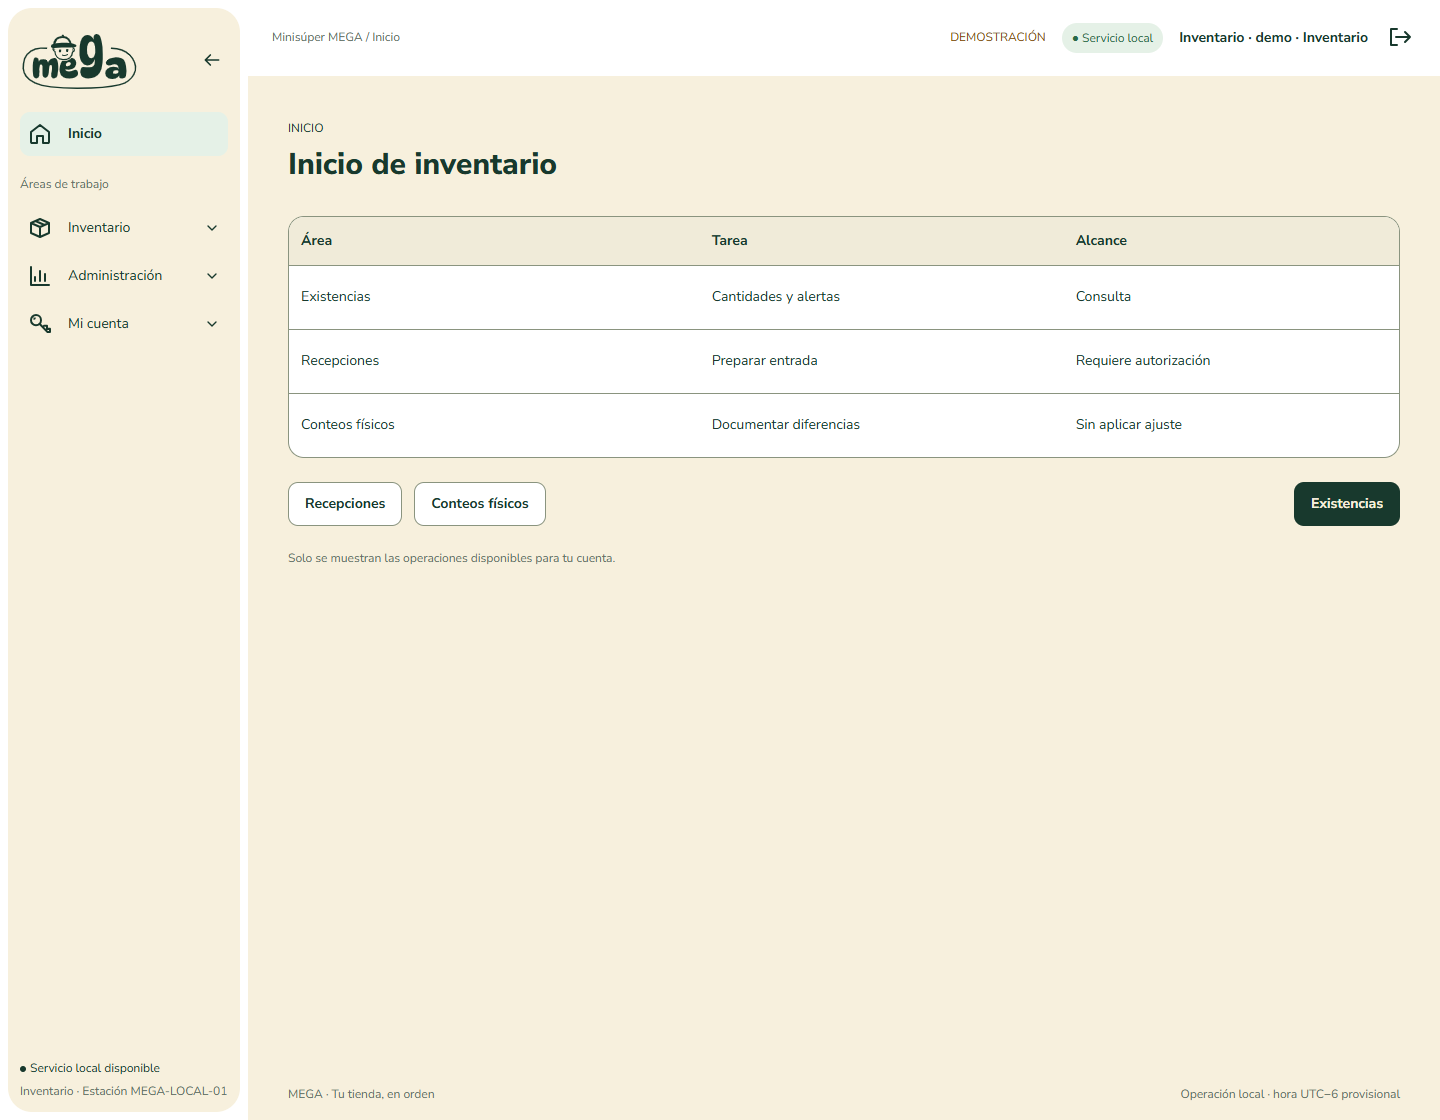 mega
Inicio
Áreas de trabajo
Inventario
Administración
Mi cuenta
Servicio local disponible
Inventario · Estación MEGA-LOCAL-01
Minisúper MEGA / Inicio
DEMOSTRACIÓN
Servicio local
Inventario · demo · Inventario
INICIO
Inicio de inventario
Área Tarea Alcance
Existencias Cantidades y alertas Consulta
Recepciones Preparar entrada Requiere autorización
Conteos físicos Documentar diferencias Sin aplicar ajuste
Recepciones Conteos físicos Existencias
Solo se muestran las operaciones disponibles para tu cuenta.
MEGA · Tu tienda, en orden
Operación local · hora UTC−6 provisional